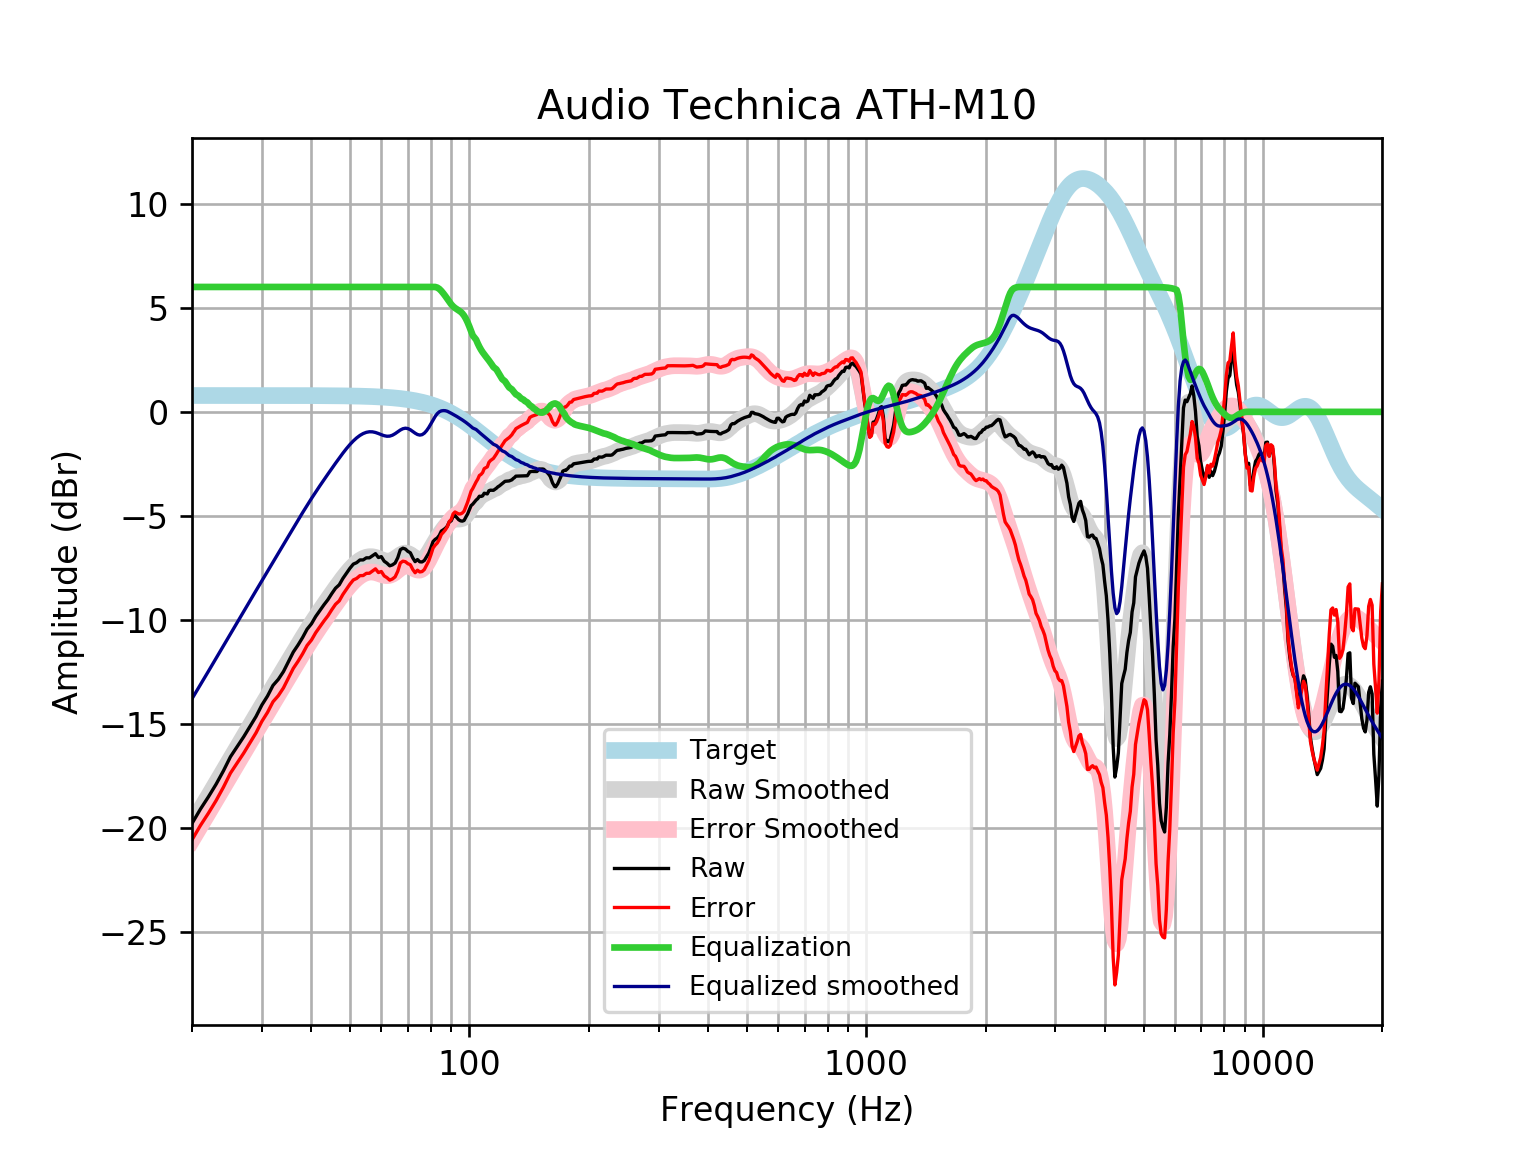 Audio Technica ATH-M10
10
5
0
−5
−10
−15
−20
−25
Amplitude (dBr)
Target
Raw Smoothed
Error Smoothed
Raw
Error
Equalization
Equalized smoothed
100
1000
10000
Frequency (Hz)